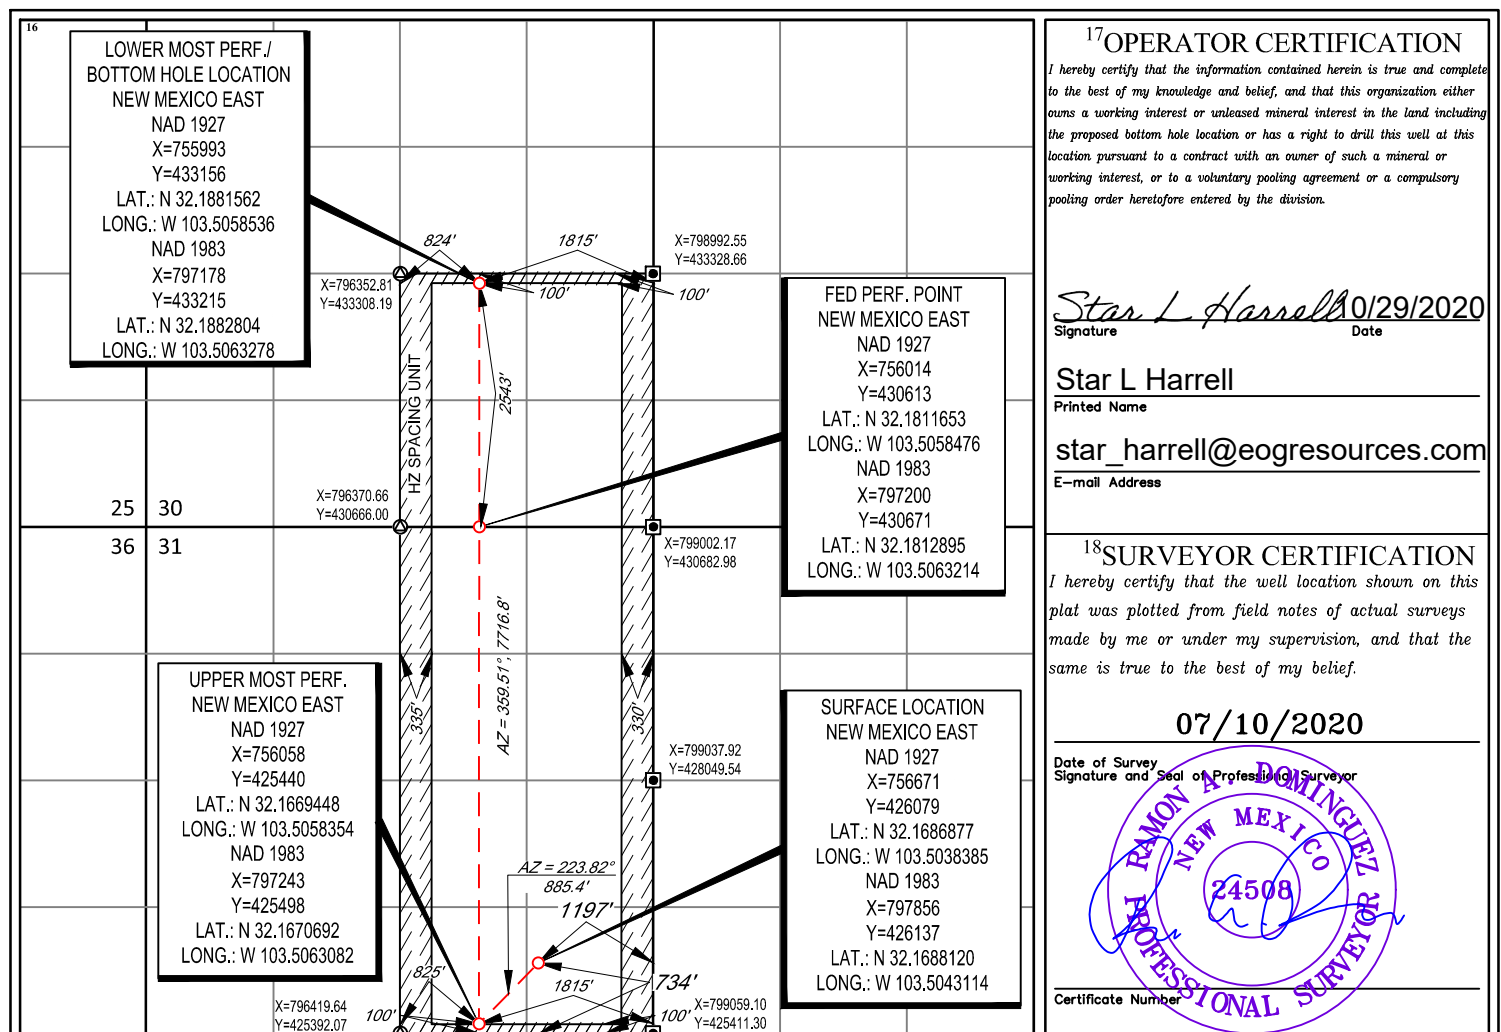 16
LOWER MOST PERF./
BOTTOM HOLE LOCATION
NEW MEXICO EAST
NAD 1927
X=755993
Y=433156
LAT.: N 32.1881562
LONG.: W 103.5058536
NAD 1983
X=797178
Y=433215
LAT.: N 32.1882804
LONG.: W 103.5063278
824'
1815'
X=798992.55
Y=433328.66
X=796352.81
Y=433308.19
100'
100'
FED PERF. POINT
NEW MEXICO EAST
NAD 1927
X=756014
Y=430613
LAT.: N 32.1811653
LONG.: W 103.5058476
NAD 1983
X=797200
Y=430671
LAT.: N 32.1812895
LONG.: W 103.5063214
HZ SPACING UNIT
2543'
X=796370.66
Y=430666.00
25 30
36 31
X=799002.17
Y=430682.98
AZ = 359.51°, 7716.8'
335'
330'
UPPER MOST PERF.
NEW MEXICO EAST
NAD 1927
X=756058
Y=425440
LAT.: N 32.1669448
LONG.: W 103.5058354
NAD 1983
X=797243
Y=425498
LAT.: N 32.1670692
LONG.: W 103.5063082
X=799037.92
Y=428049.54
SURFACE LOCATION
NEW MEXICO EAST
NAD 1927
X=756671
Y=426079
LAT.: N 32.1686877
LONG.: W 103.5038385
NAD 1983
X=797856
Y=426137
LAT.: N 32.1688120
LONG.: W 103.5043114
AZ = 223.82°
885.4'
1197'
825'
1815'
734'
X=796419.64
Y=425392.07
100'
100'
X=799059.10
Y=425411.30
17OPERATOR CERTIFICATION
I hereby certify that the information contained herein is true and complete
to the best of my knowledge and belief, and that this organization either
owns a working interest or unleased mineral interest in the land including
the proposed bottom hole location or has a right to drill this well at this
location pursuant to a contract with an owner of such a mineral or
working interest, or to a voluntary pooling agreement or a compulsory
pooling order heretofore entered by the division.
Star L Harrell 10/29/2020
Signature Date
Star L Harrell
Printed Name
star_harrell@eogresources.com
E-mail Address
18SURVEYOR CERTIFICATION
I hereby certify that the well location shown on this
plat was plotted from field notes of actual surveys
made by me or under my supervision, and that the
same is true to the best of my belief.
07/10/2020
Date of Survey
Signature and Seal of Professional Surveyor
RAMON A. DOMINGUEZ
NEW MEXICO
24508
PROFESSIONAL SURVEYOR
Certificate Number